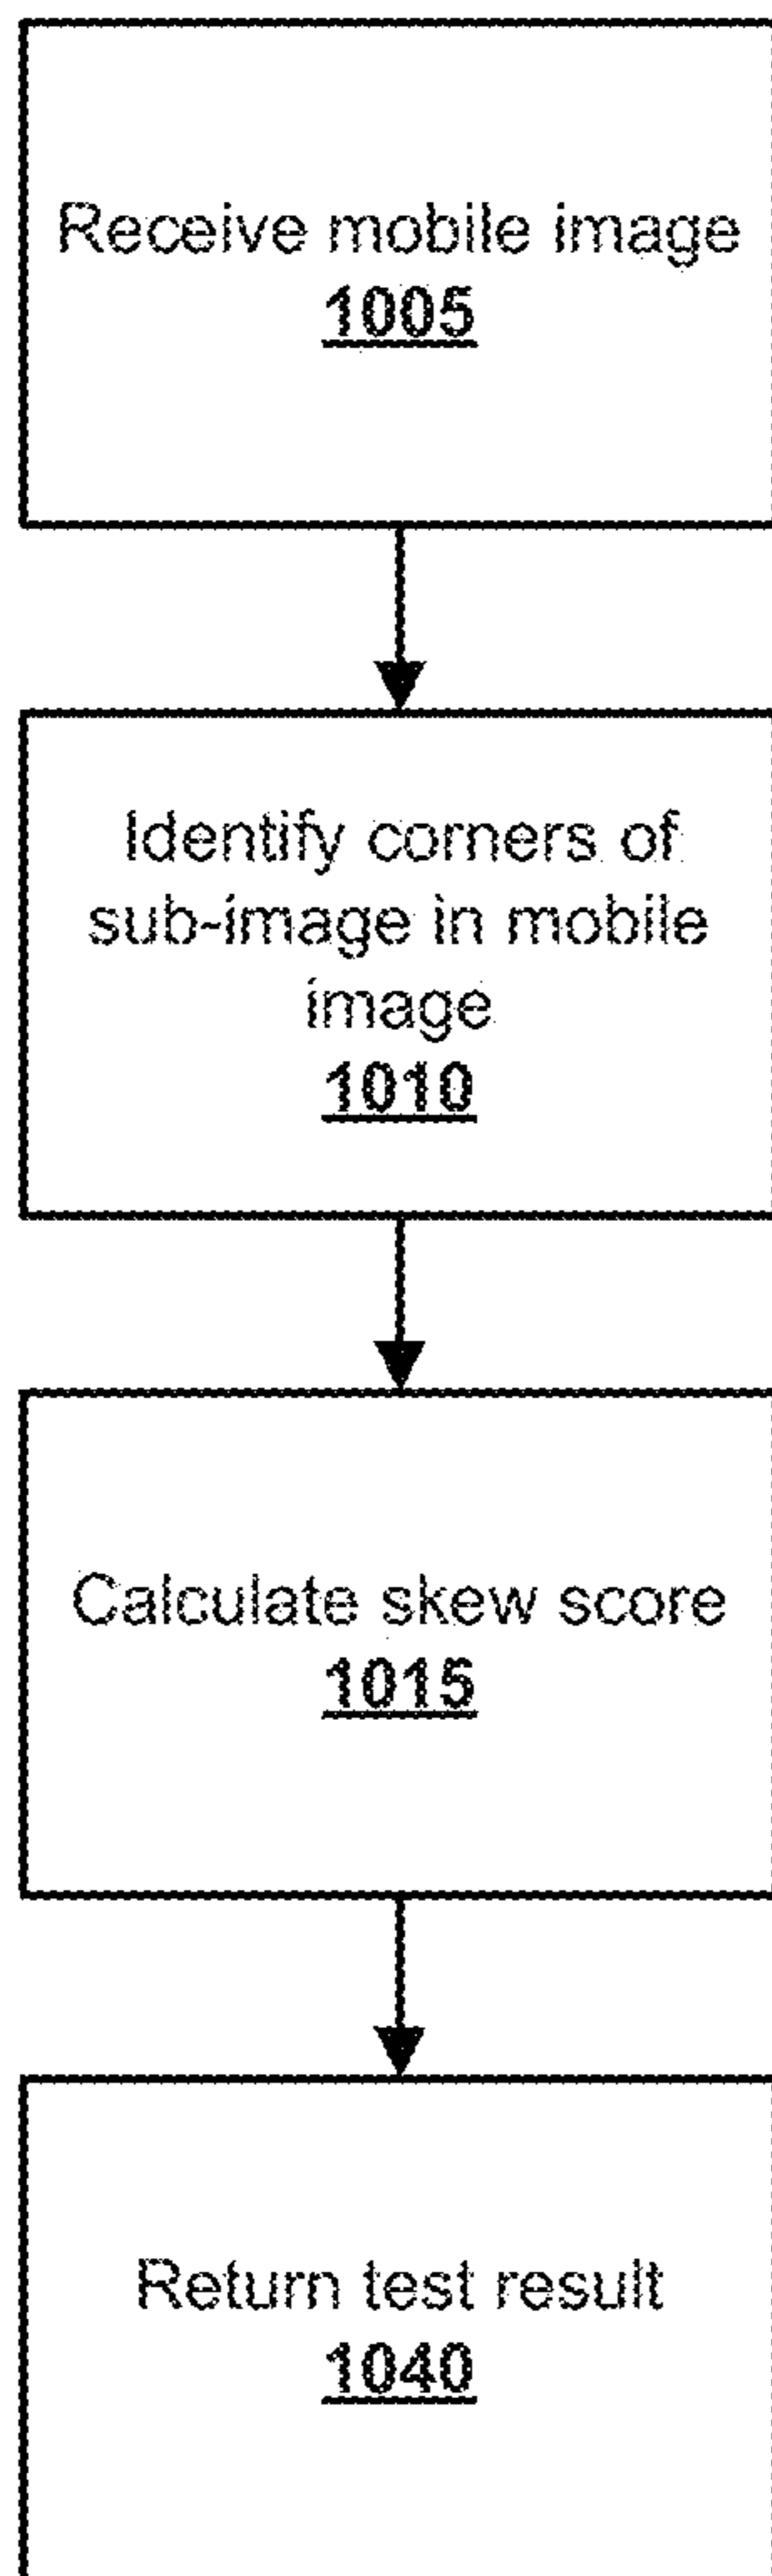 Receive mobile image
1005
Identify corners of
sub-image in mobile
image
1010
Calculate skew score
1015
Return test result
1040